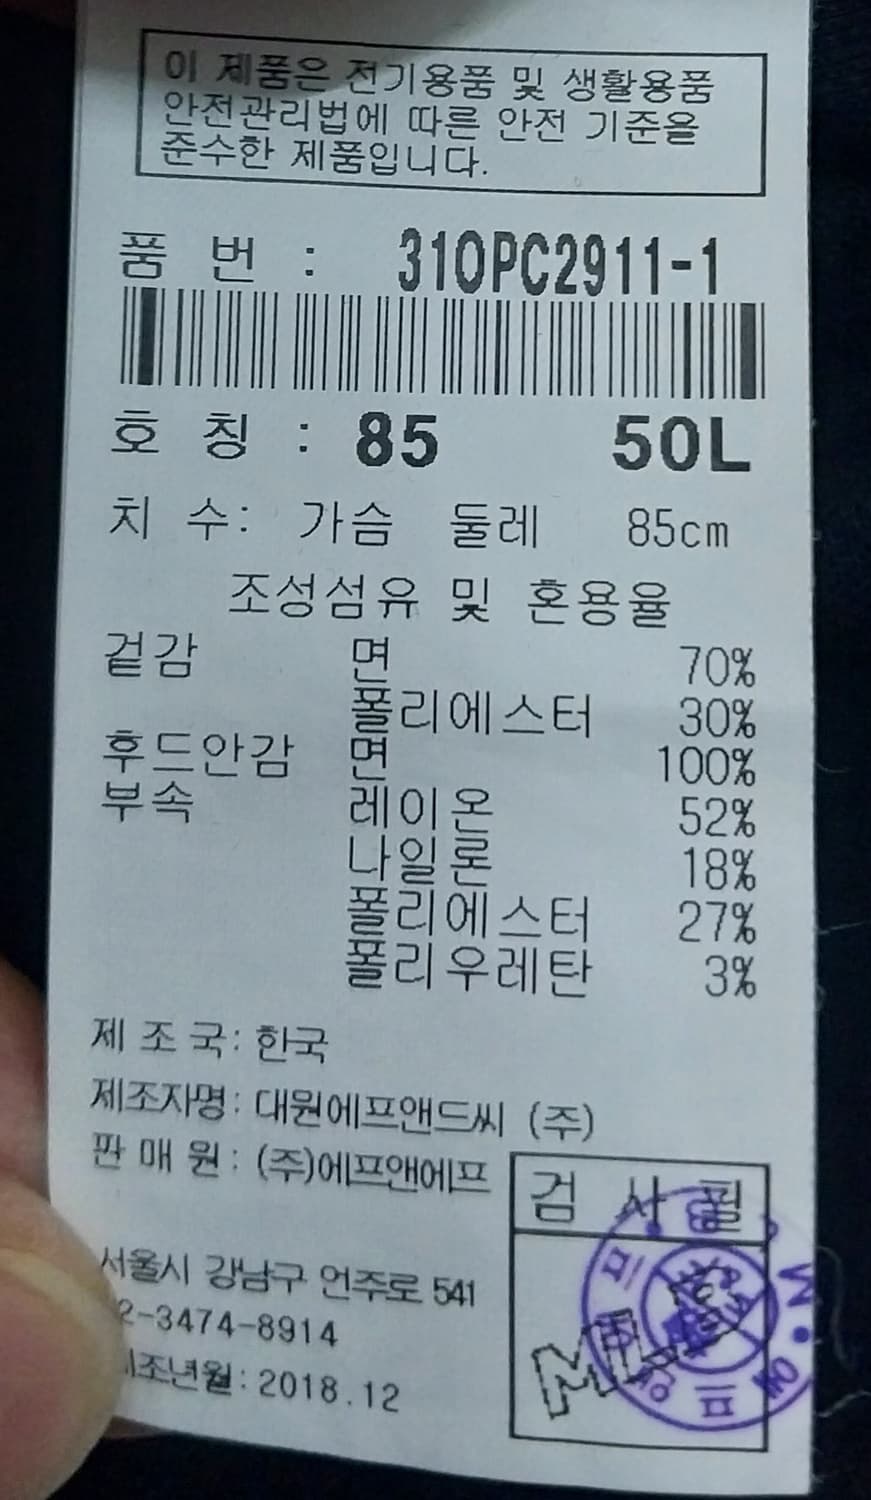 이 제품은 전기용품 및 생활용품
안전관리법에 따른 안전 기준을
준수한 제품입니다.
품 번 : 31OPC2911-1
호 칭 : 85 50L
치 수: 가슴 둘레 85cm
조성섬유 및 혼용율
겉감 면 70%
폴리에스터 30%
후드안감 면 100%
부속 레이온 52%
나일론 18%
폴리에스터 27%
폴리우레탄 3%
제 조 국: 한국
제조자명: 대원에프앤드씨 (주)
판 매 원 : (주)에프앤에프
검 사 필
서울시 강남구 언주로 541
2-3474-8914
제조년월: 2018.12
MLB